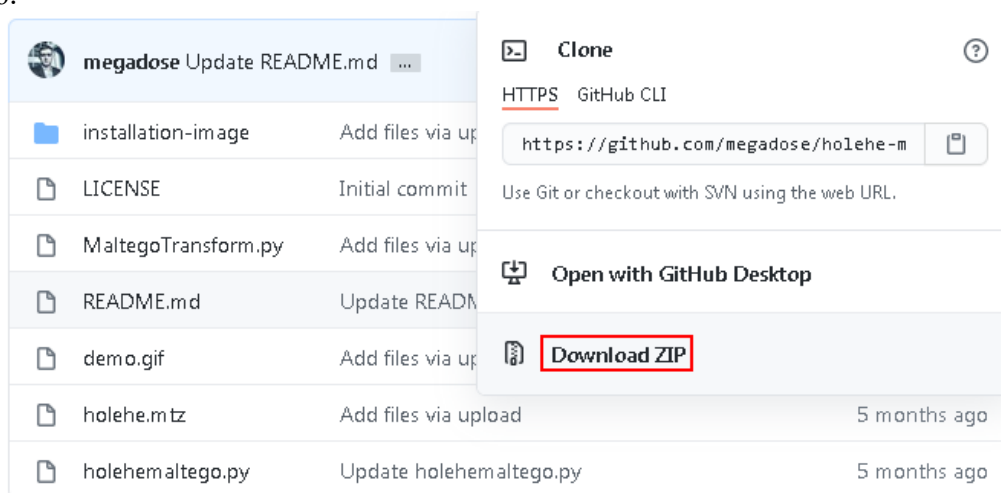 megadose Update README.md ...
installation-image Add files via up
LICENSE Initial commit
MaltegoTransform.py Add files via up
README.md Update READM
demo.gif Add files via up
holehe.mtz Add files via upload 5 months ago
holehemaltego.py Update holehemaltego.py 5 months ago
Clone
HTTPS GitHub CLI
https://github.com/megadose/holehe-m
Use Git or checkout with SVN using the web URL.
Open with GitHub Desktop
Download ZIP